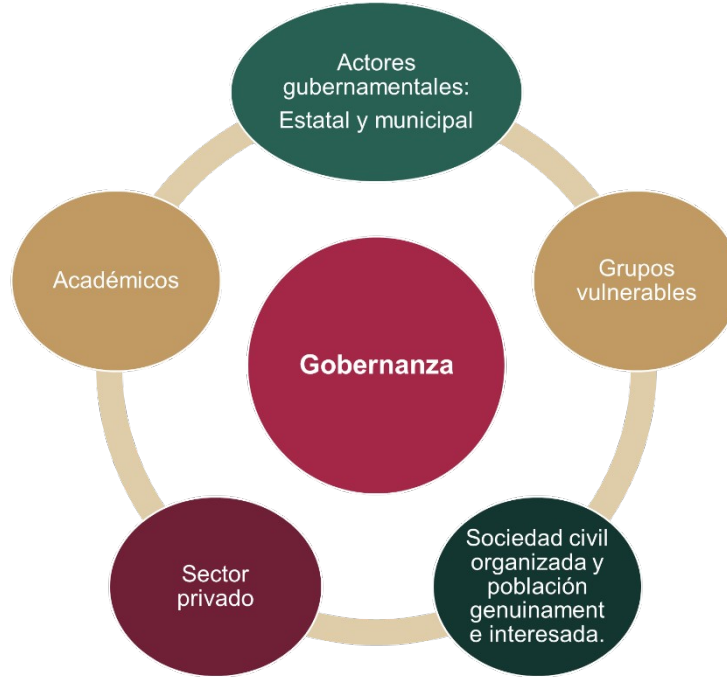 Actores
gubernamentales:
Estatal y municipal
Académicos
Grupos
vulnerables
Gobernanza
Sector
privado
Sociedad civil
organizada y
población
genuinament
e interesada.